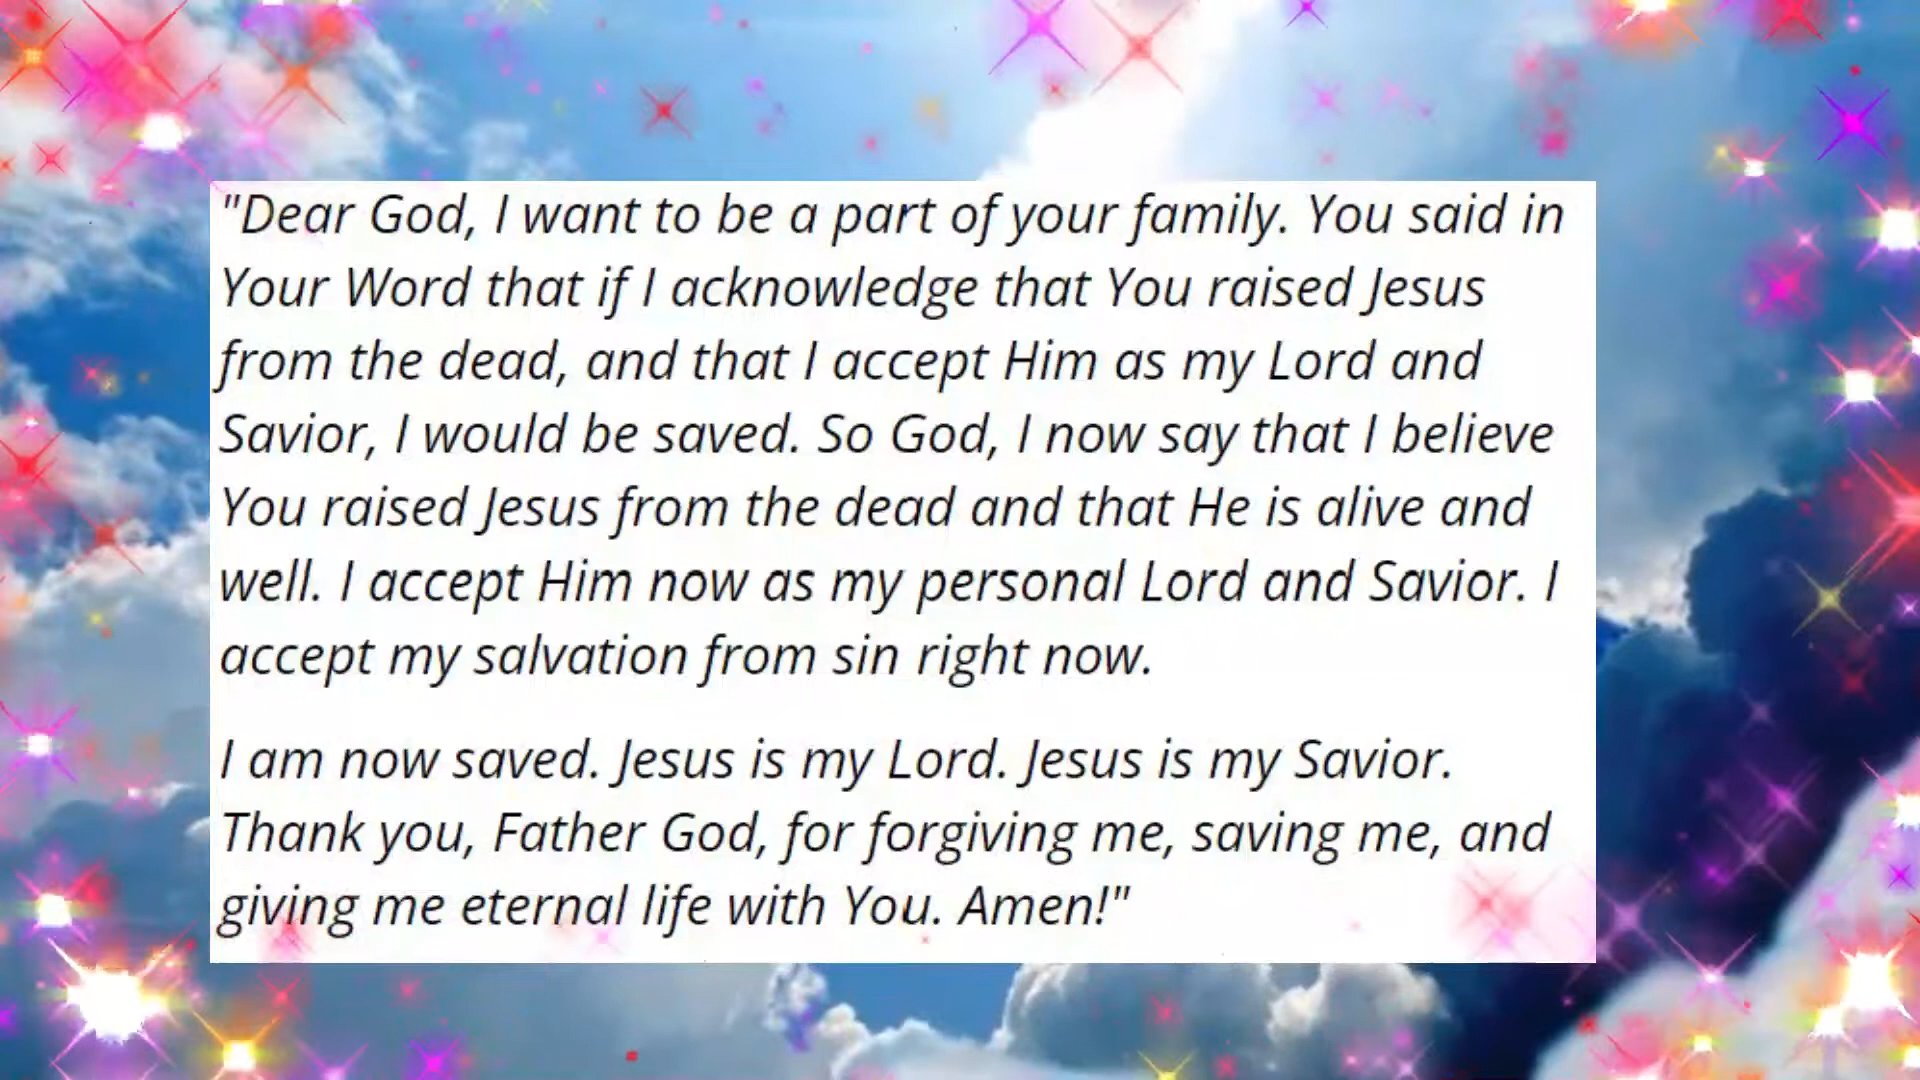 "Dear God, I want to be a part of your family. You said in
Your Word that if I acknowledge that You raised Jesus
from the dead, and that I accept Him as my Lord and
Savior, I would be saved. So God, I now say that I believe
You raised Jesus from the dead and that He is alive and
well. I accept Him now as my personal Lord and Savior. I
accept my salvation from sin right now.
I am now saved. Jesus is my Lord. Jesus is my Savior.
Thank you, Father God, for forgiving me, saving me, and
giving me eternal life with You. Amen!"